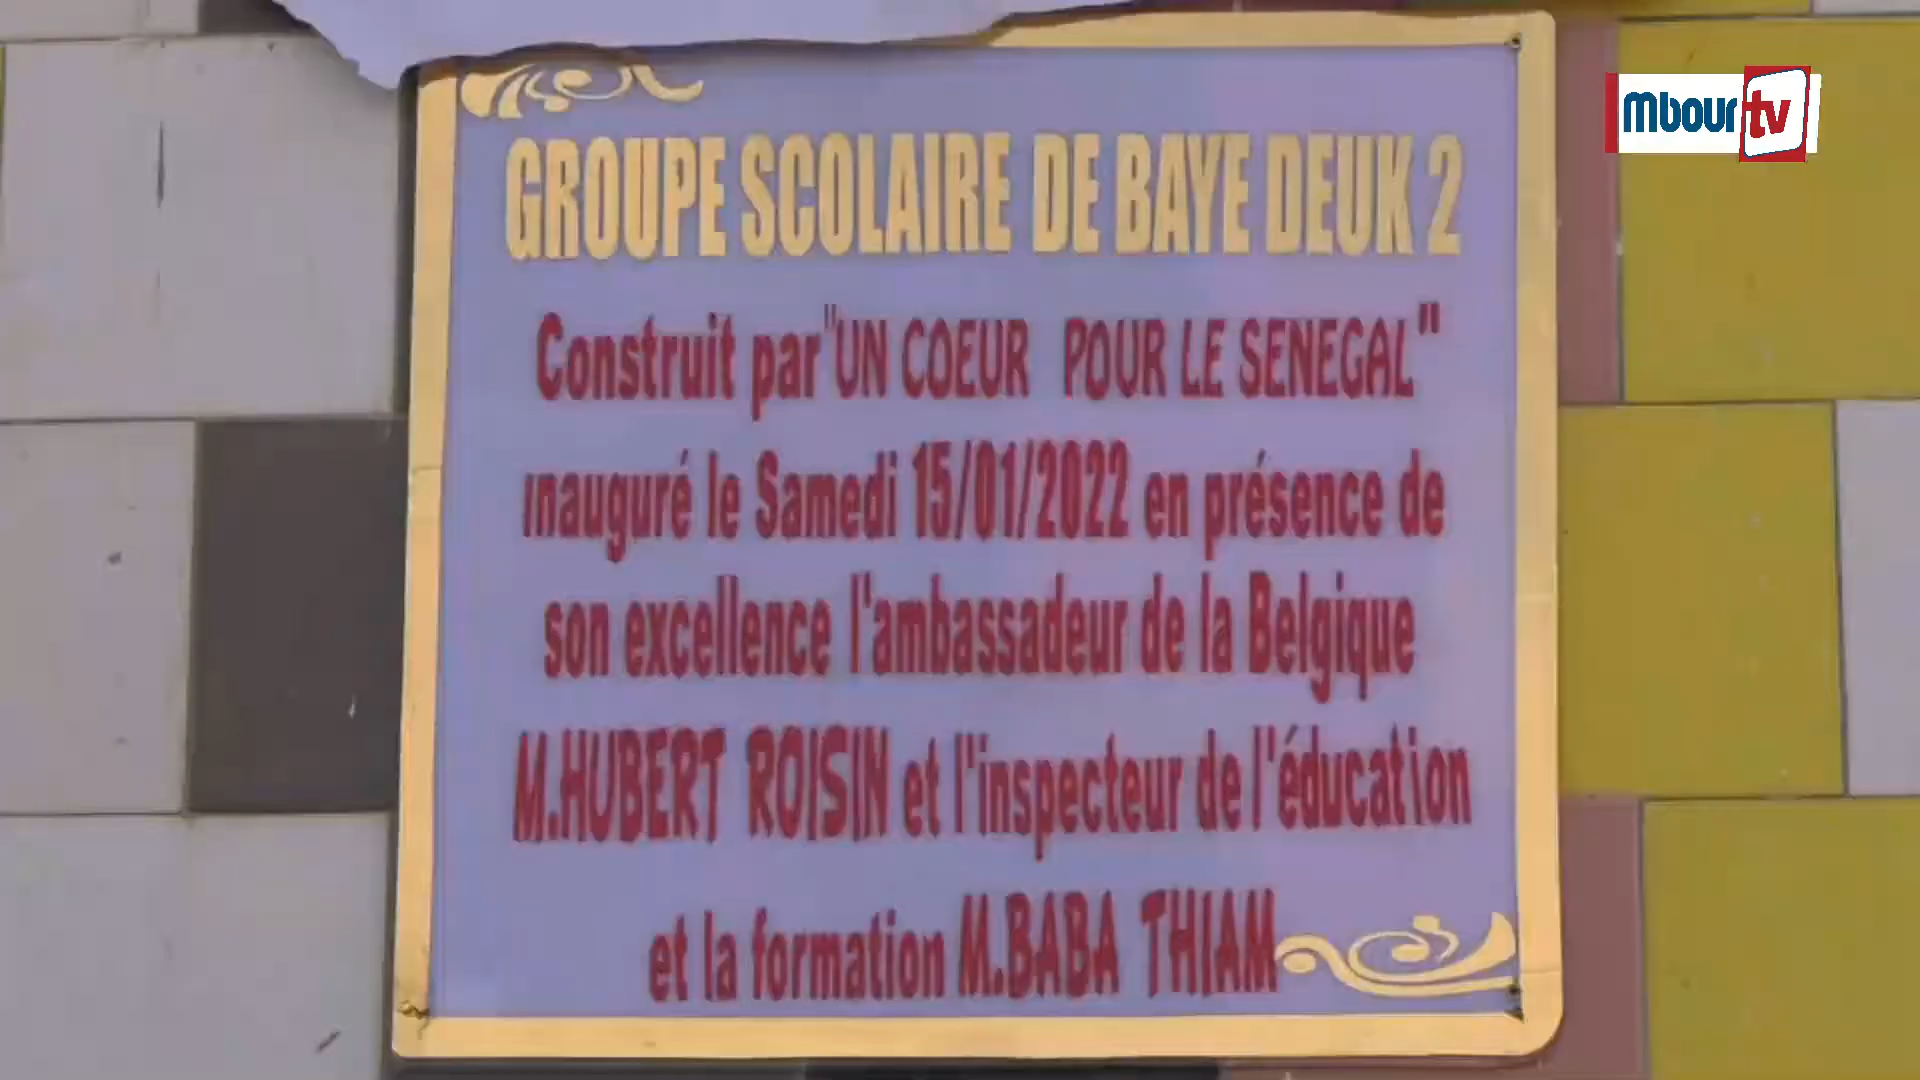 Mbour tv
GROUPE SCOLAIRE DE BAYE DEUK 2
Construit par "UN COEUR POUR LE SENEGAL"
inauguré le Samedi 15/01/2022 en présence de
son excellence l'ambassadeur de la Belgique
M.HUBERT ROISIN et l'inspecteur de l'éducation
et la formation M.BABA THIAM